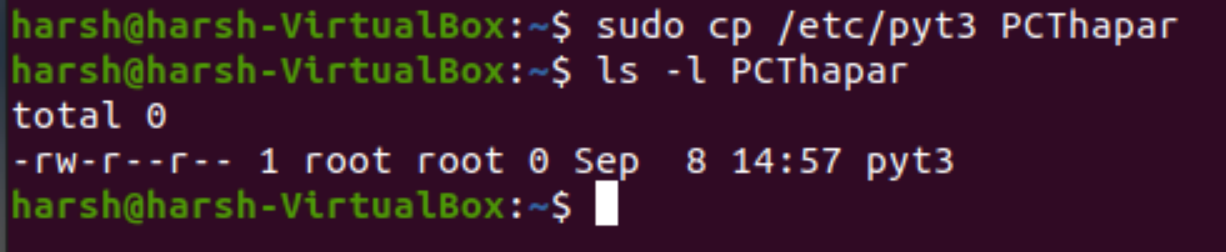 harsh@harsh-VirtualBox:~$ sudo cp /etc/pyt3 PCThapar
harsh@harsh-VirtualBox:~$ ls -l PCThapar
total 0
-rw-r--r-- 1 root root 0 Sep  8 14:57 pyt3
harsh@harsh-VirtualBox:~$